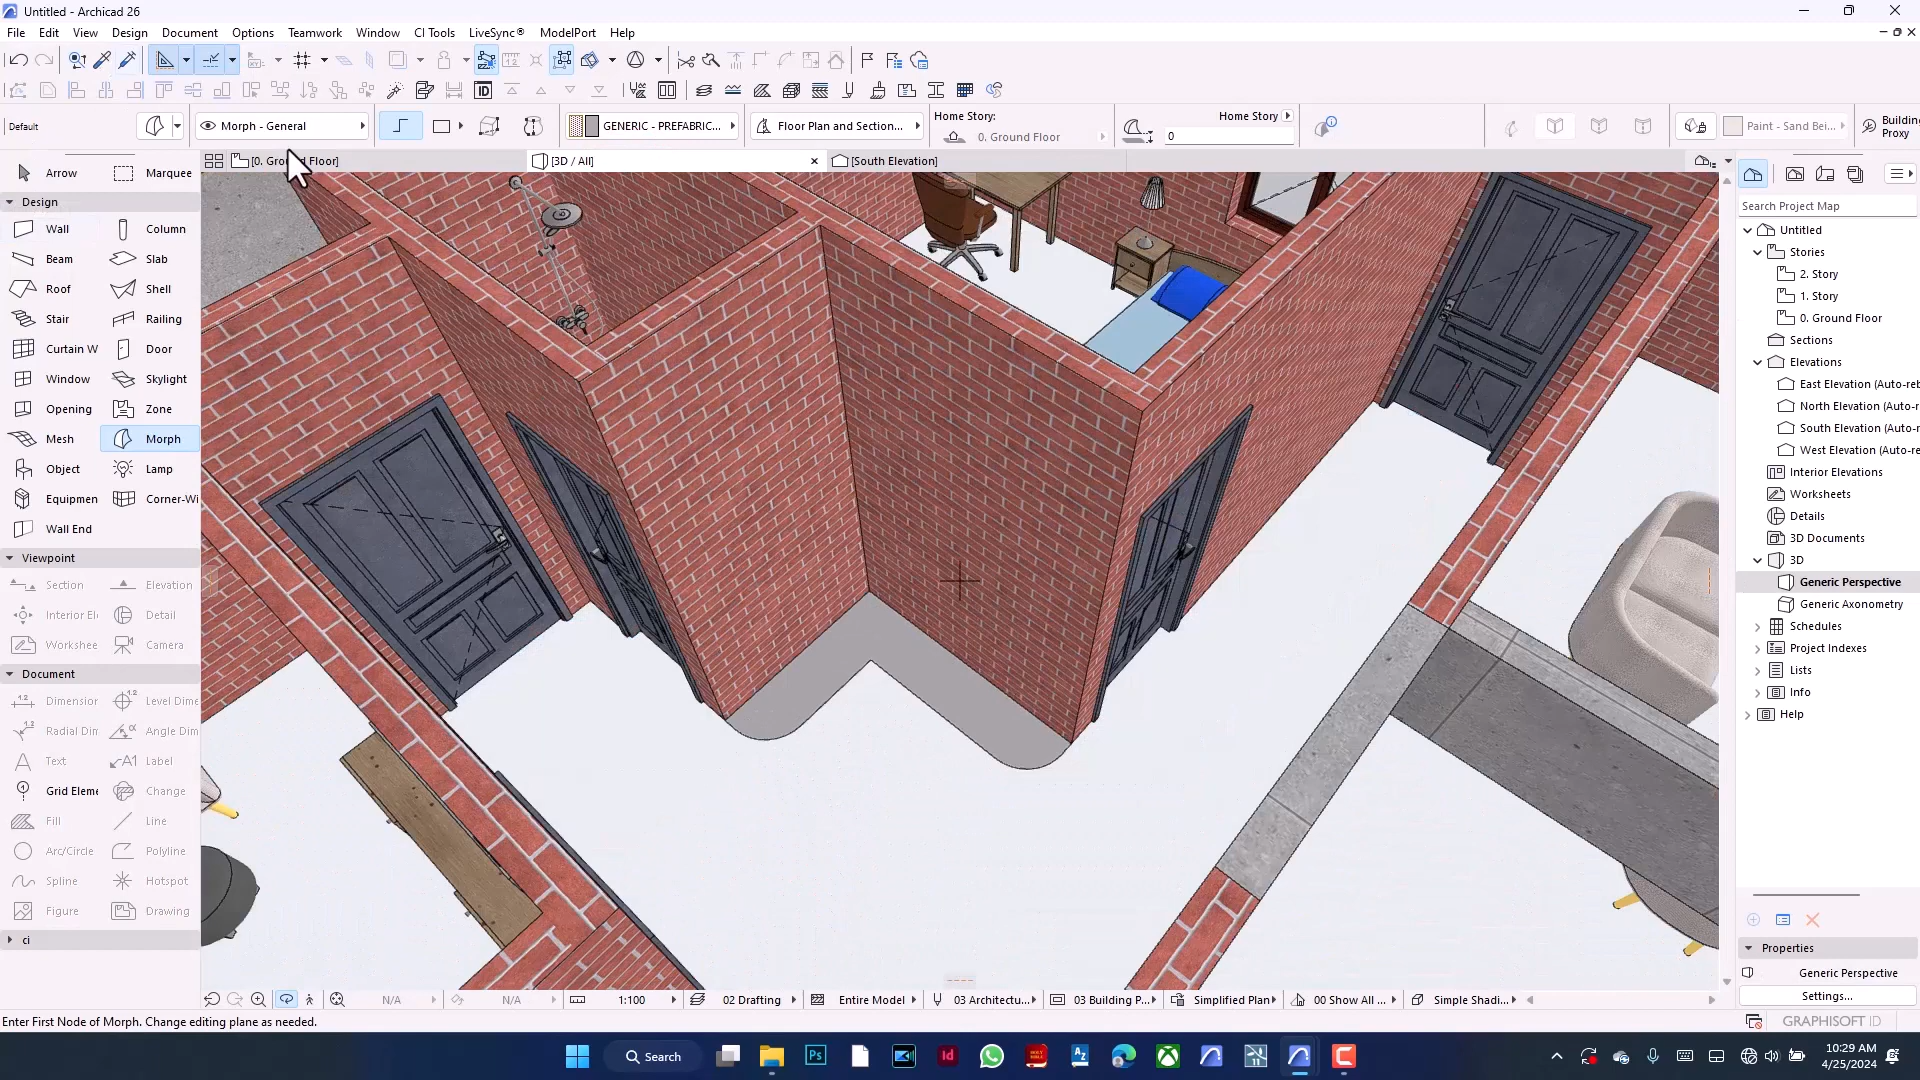 Untitled - Archicad 26
File Edit View Design Document Options Teamwork Window CI Tools LiveSync® ModelPort Help
Default
Morph - General
GENERIC - PREFABRIC...
Floor Plan and Section...
Home Story:
0. Ground Floor
Home Story
0
Paint - Sand Bei...
Building
Proxy
[3D / All]
[South Elevation]
Arrow Marquee
Design
Wall Column
Beam Slab
Roof Shell
Stair Railing
Curtain W Door
Window Skylight
Opening Zone
Mesh Morph
Object Lamp
Equipmen Corner-Wi
Wall End
Viewpoint
Section Elevation
Interior El Detail
Workshee Camera
Document
Dimension Level Dime
Radial Dim Angle Dim
Text Label
Grid Eleme Change
Fill Line
Arc/Circle Polyline
Spline Hotspot
Figure Drawing
ci
Search Project Map
Untitled
Stories
2. Story
1. Story
0. Ground Floor
Sections
Elevations
East Elevation (Auto-reb
North Elevation (Auto-r
South Elevation (Auto-r
West Elevation (Auto-re
Interior Elevations
Worksheets
Details
3D Documents
3D
Generic Perspective
Generic Axonometry
Schedules
Project Indexes
Lists
Info
Help
Properties
Generic Perspective
Settings...
N/A N/A 1:100 02 Drafting Entire Model 03 Architectu... 03 Building P... Simplified Plan 00 Show All ... Simple Shadi...
Enter First Node of Morph. Change editing plane as needed.
GRAPHISOFT ID
Search
10:29 AM
4/25/2024